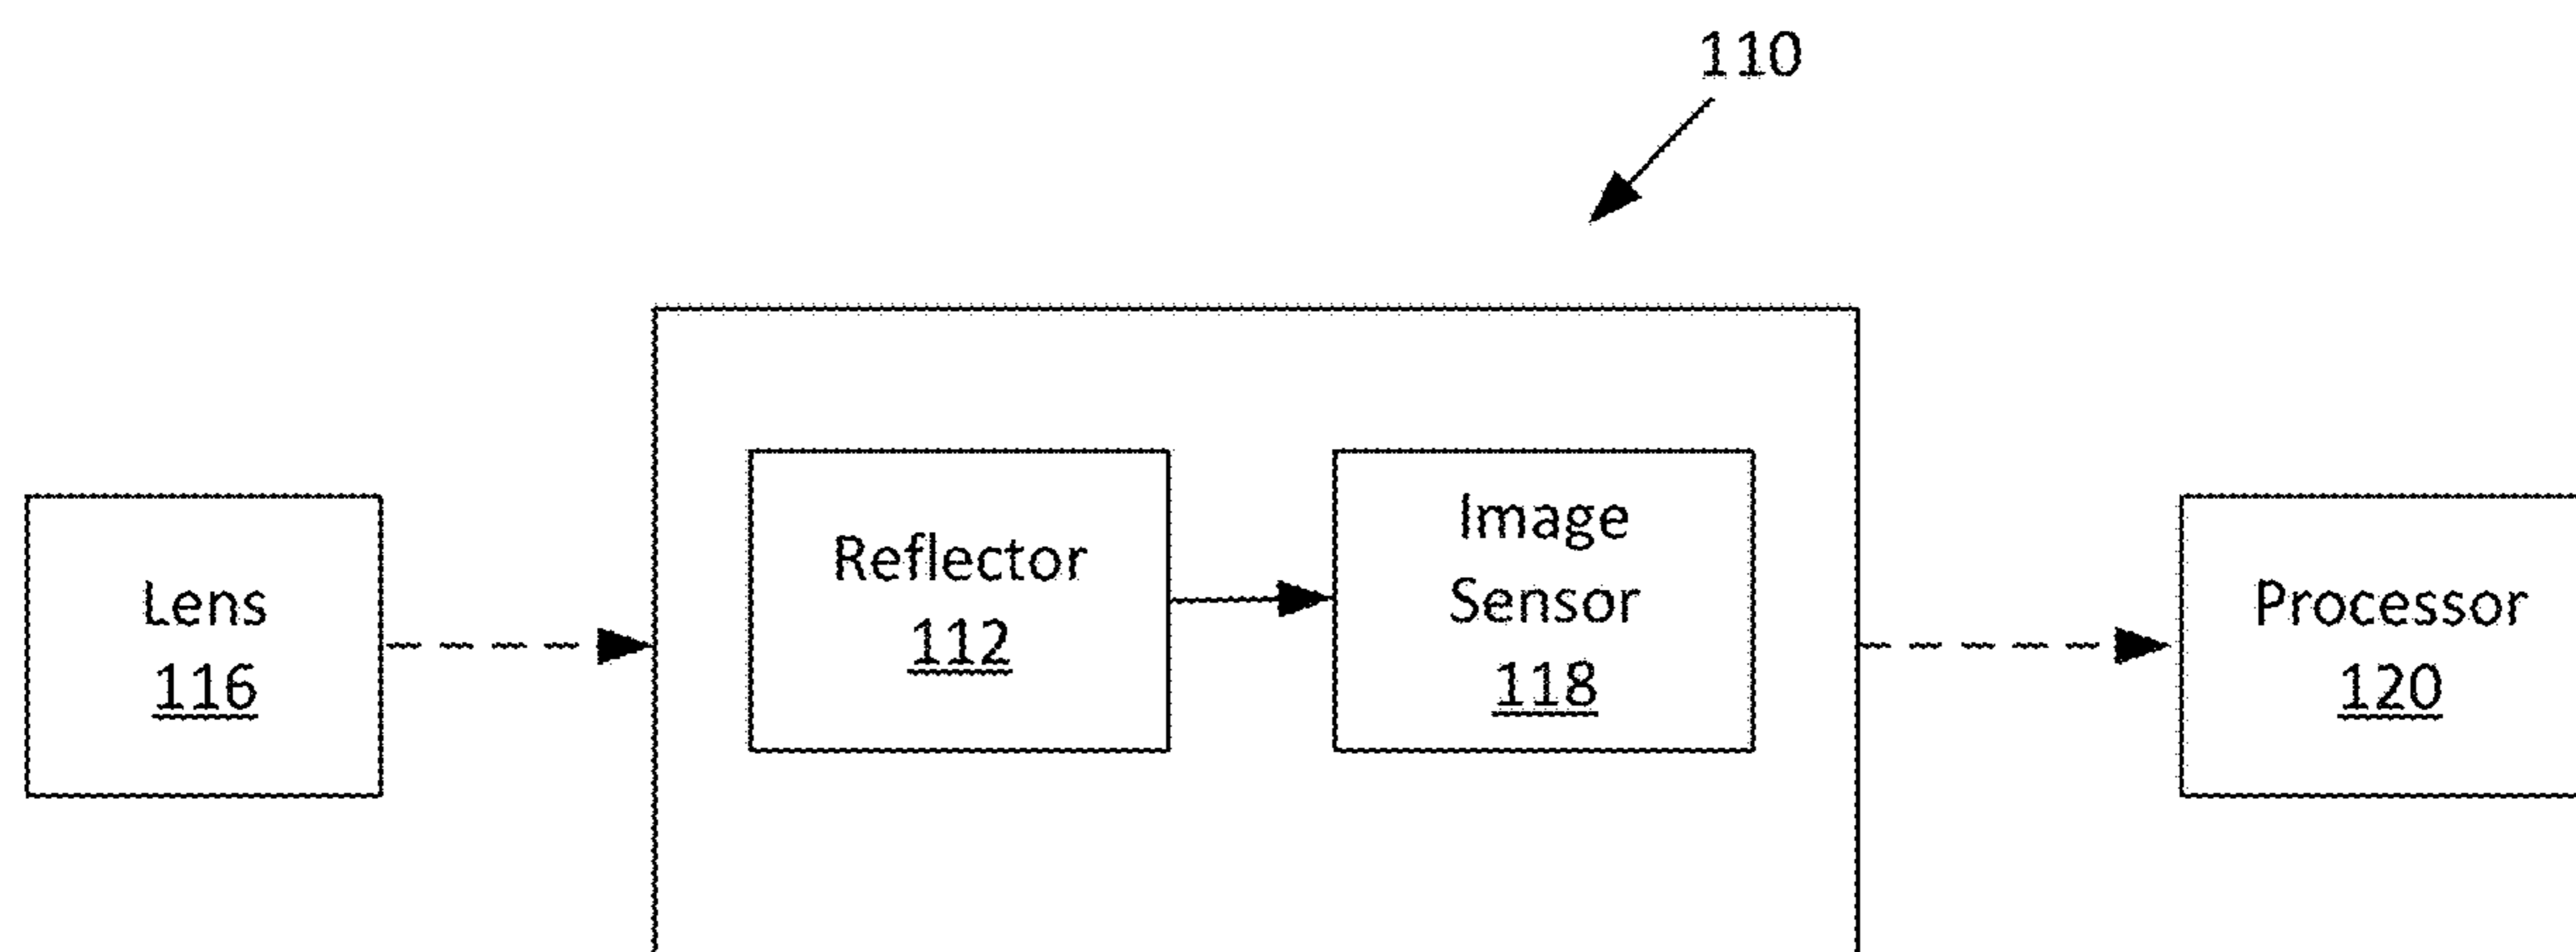 110
Lens
116
Reflector
112
Image
Sensor
118
Processor
120